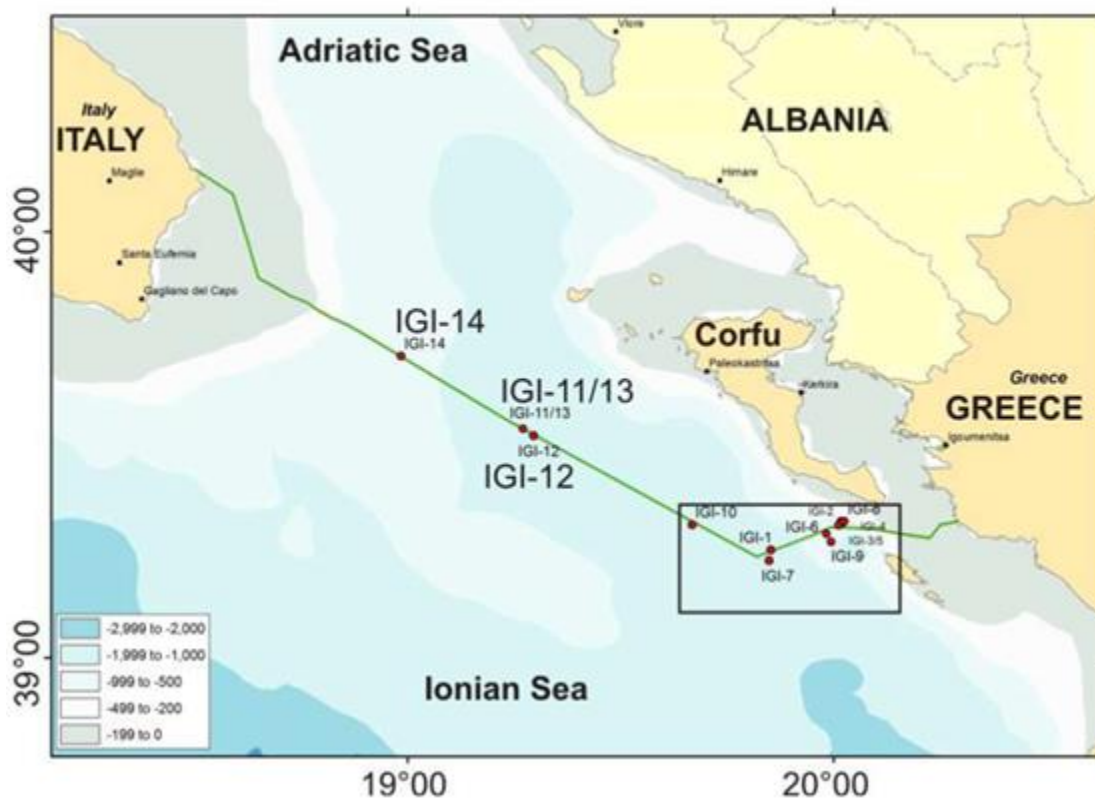 Vlore
Adriatic Sea
Italy
ITALY
ALBANIA
Maglie
Himare
40°00
Santa Eufemia
Gagliano del Capo
IGI-14
IGI-14
Corfu
Paleokastritsa
Kerkira
Greece
GREECE
Igoumenitsa
IGI-11/13
IGI-11/13
IGI-12
IGI-12
IGI-10
IGI-2
IGI-8
IGI-6
IGI-4
IGI-3/5
IGI-1
IGI-9
IGI-7
-2,999 to -2,000
-1,999 to -1,000
-999 to -500
-499 to -200
-199 to 0
39°00
Ionian Sea
19°00
20°00